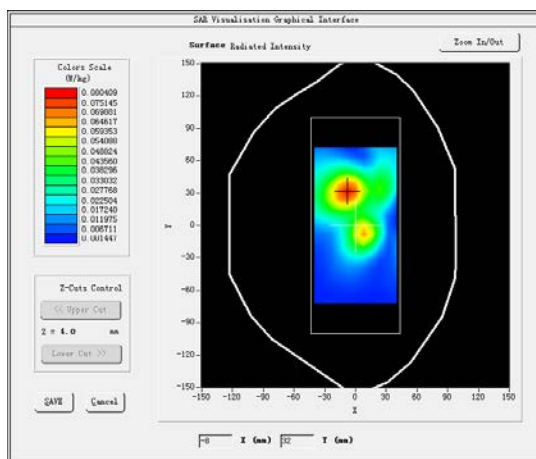 SAR Visualisation Graphical Interface
Surface Radiated Intensity
Zoom In/Out
Colors Scale
(W/kg)
0.080409
0.075145
0.069881
0.064617
0.059353
0.054088
0.048824
0.043560
0.038296
0.033032
0.027768
0.022504
0.017240
0.011975
0.006711
0.001447
150
120
90
60
30
0
-30
-60
-90
-120
-150
Y
-150 -120 -90 -60 -30 0 30 60 90 120 150
X
Z-Cuts Control
<< Upper Cut
Z = 4.0 mm
Lower Cut >>
SAVE Cancel
-8 X (mm) 32 Y (mm)